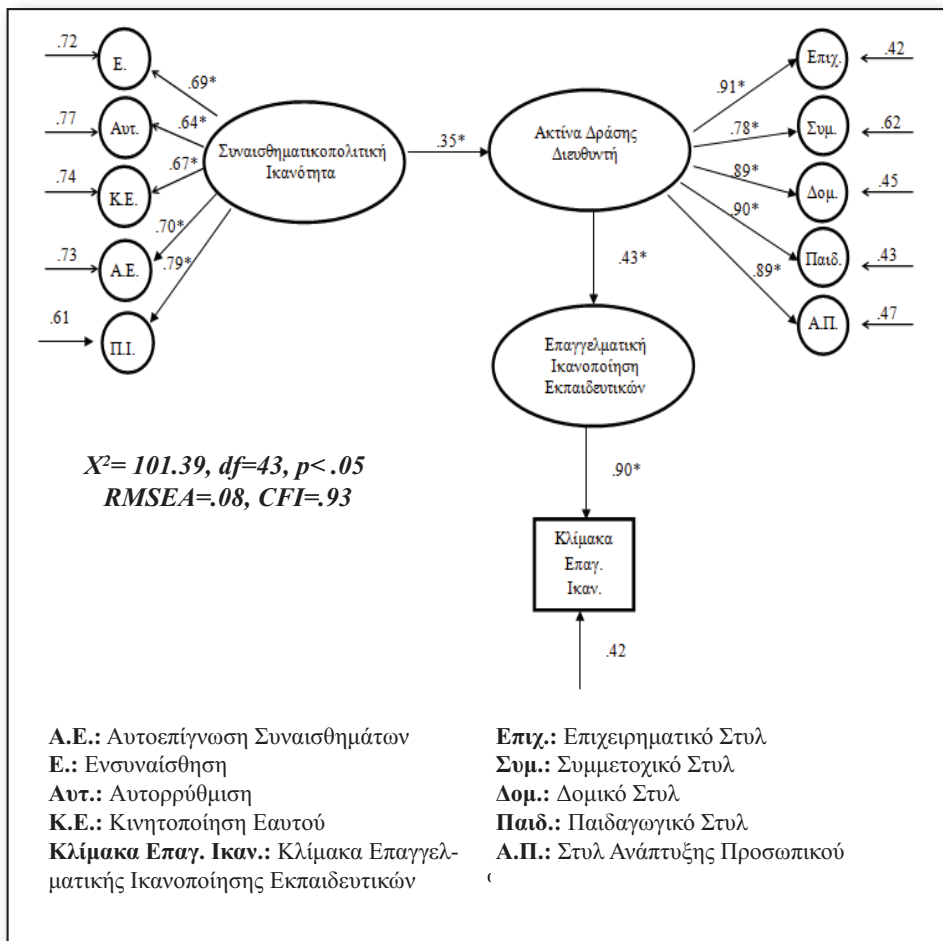 .72
Ε.
.69*
.77
Αυτ.
.64*
.74
Κ.Ε.
.67*
.73
Α.Ε.
.70*
.61
Π.Ι.
.79*
Συναισθηματικοπολιτική
Ικανότητα
.35*
Ακτίνα Δράσης
Διευθυντή
.91*
Επιχ.
.42
.78*
Συμ.
.62
.89*
Δομ.
.45
.90*
Παιδ.
.43
.89*
Α.Π.
.47
.43*
Επαγγελματική
Ικανοποίηση
Εκπαιδευτικών
.90*
Κλίμακα
Επαγ.
Ικαν.
.42
X²= 101.39, df=43, p< .05
RMSEA=.08, CFI=.93
Α.Ε.: Αυτοεπίγνωση Συναισθημάτων
Ε.: Ενσυναίσθηση
Αυτ.: Αυτορρύθμιση
Κ.Ε.: Κινητοποίηση Εαυτού
Κλίμακα Επαγ. Ικαν.: Κλίμακα Επαγγελ-
ματικής Ικανοποίησης Εκπαιδευτικών
Επιχ.: Επιχειρηματικό Στυλ
Συμ.: Συμμετοχικό Στυλ
Δομ.: Δομικό Στυλ
Παιδ.: Παιδαγωγικό Στυλ
Α.Π.: Στυλ Ανάπτυξης Προσωπικού